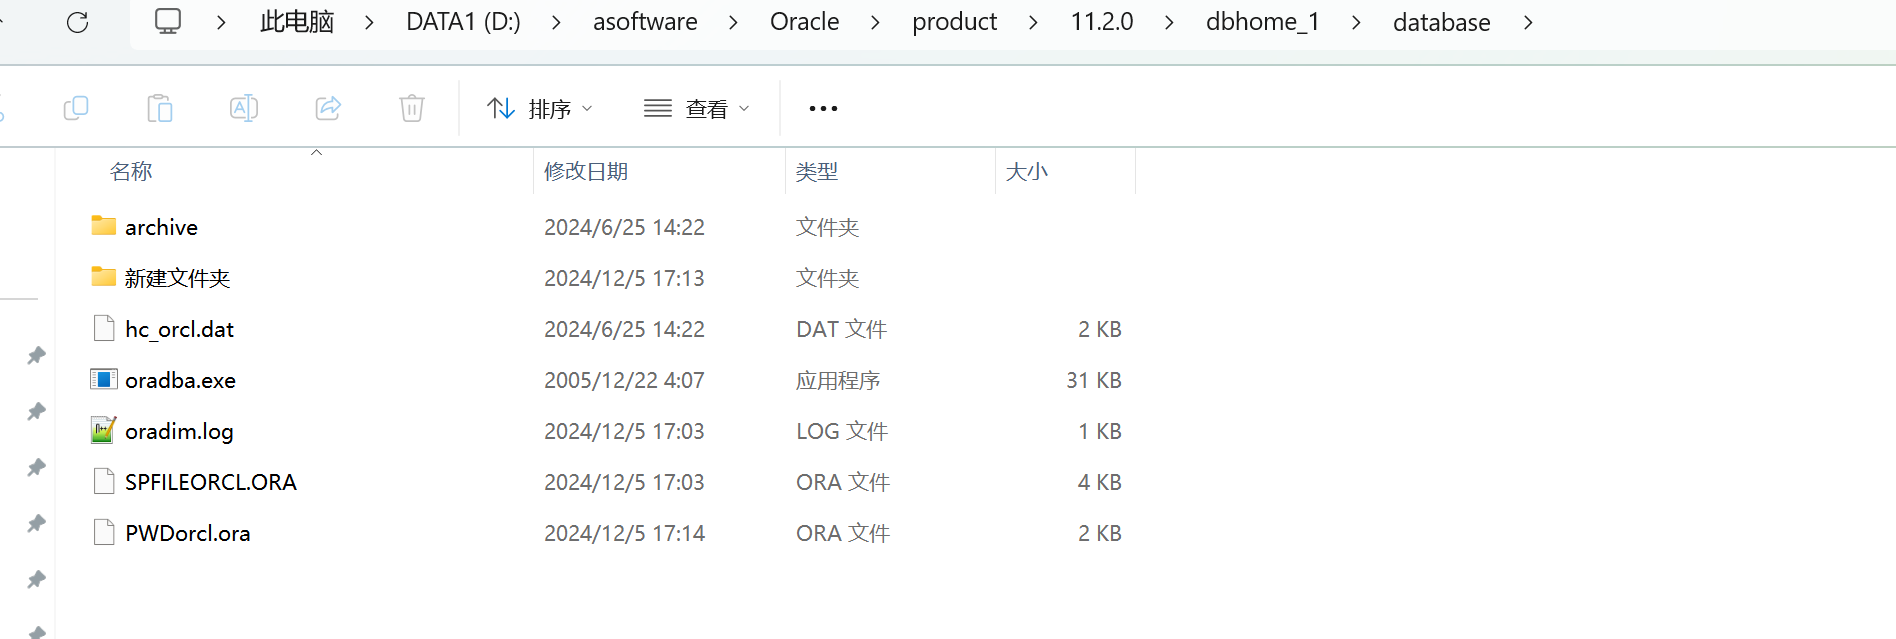 此电脑 > DATA1 (D:) > asoftware > Oracle > product > 11.2.0 > dbhome_1 > database >
排序 查看 •••
名称 修改日期 类型 大小
archive 2024/6/25 14:22 文件夹
新建文件夹 2024/12/5 17:13 文件夹
hc_orcl.dat 2024/6/25 14:22 DAT 文件 2 KB
oradba.exe 2005/12/22 4:07 应用程序 31 KB
oradim.log 2024/12/5 17:03 LOG 文件 1 KB
SPFILEORCL.ORA 2024/12/5 17:03 ORA 文件 4 KB
PWDorcl.ora 2024/12/5 17:14 ORA 文件 2 KB